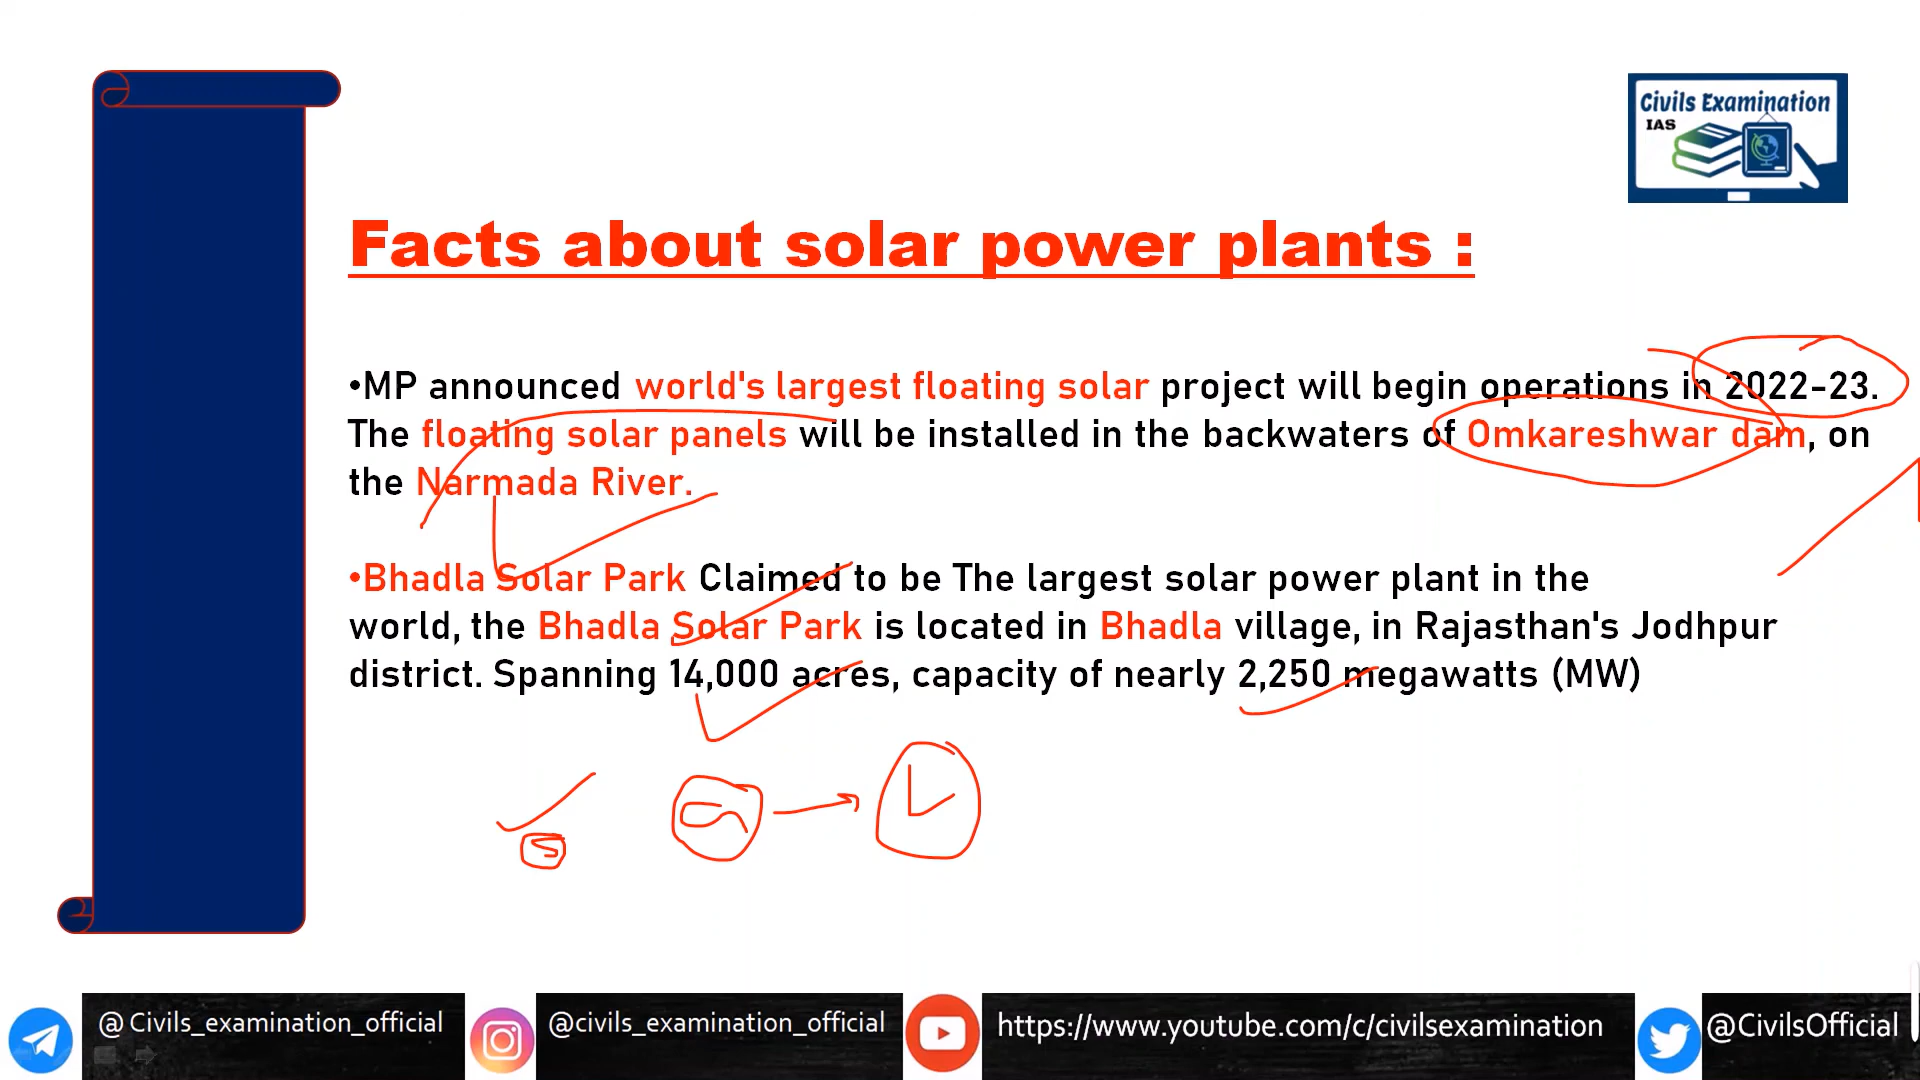 Civils Examination
IAS
Facts about solar power plants :
•MP announced world's largest floating solar project will begin operations in 2022-23.
The floating solar panels will be installed in the backwaters of Omkareshwar dam, on
the Narmada River.
•Bhadla Solar Park Claimed to be The largest solar power plant in the
world, the Bhadla Solar Park is located in Bhadla village, in Rajasthan's Jodhpur
district. Spanning 14,000 acres, capacity of nearly 2,250 megawatts (MW)
@ Civils_examination_official
@civils_examination_official
https://www.youtube.com/c/civilsexamination
@CivilsOfficial